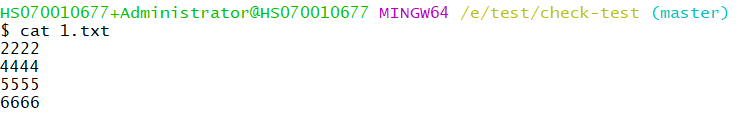 HS070010677+Administrator@HS070010677 MINGW64 /e/test/check-test (master)
$ cat 1.txt
2222
4444
5555
6666